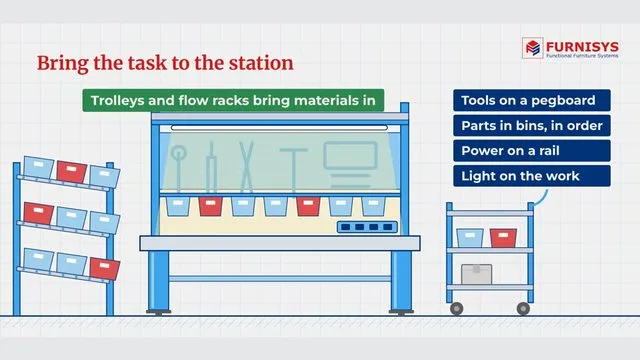 FURNISYS
Functional Furniture Systems
Bring the task to the station
Trolleys and flow racks bring materials in
Tools on a pegboard
Parts in bins, in order
Power on a rail
Light on the work